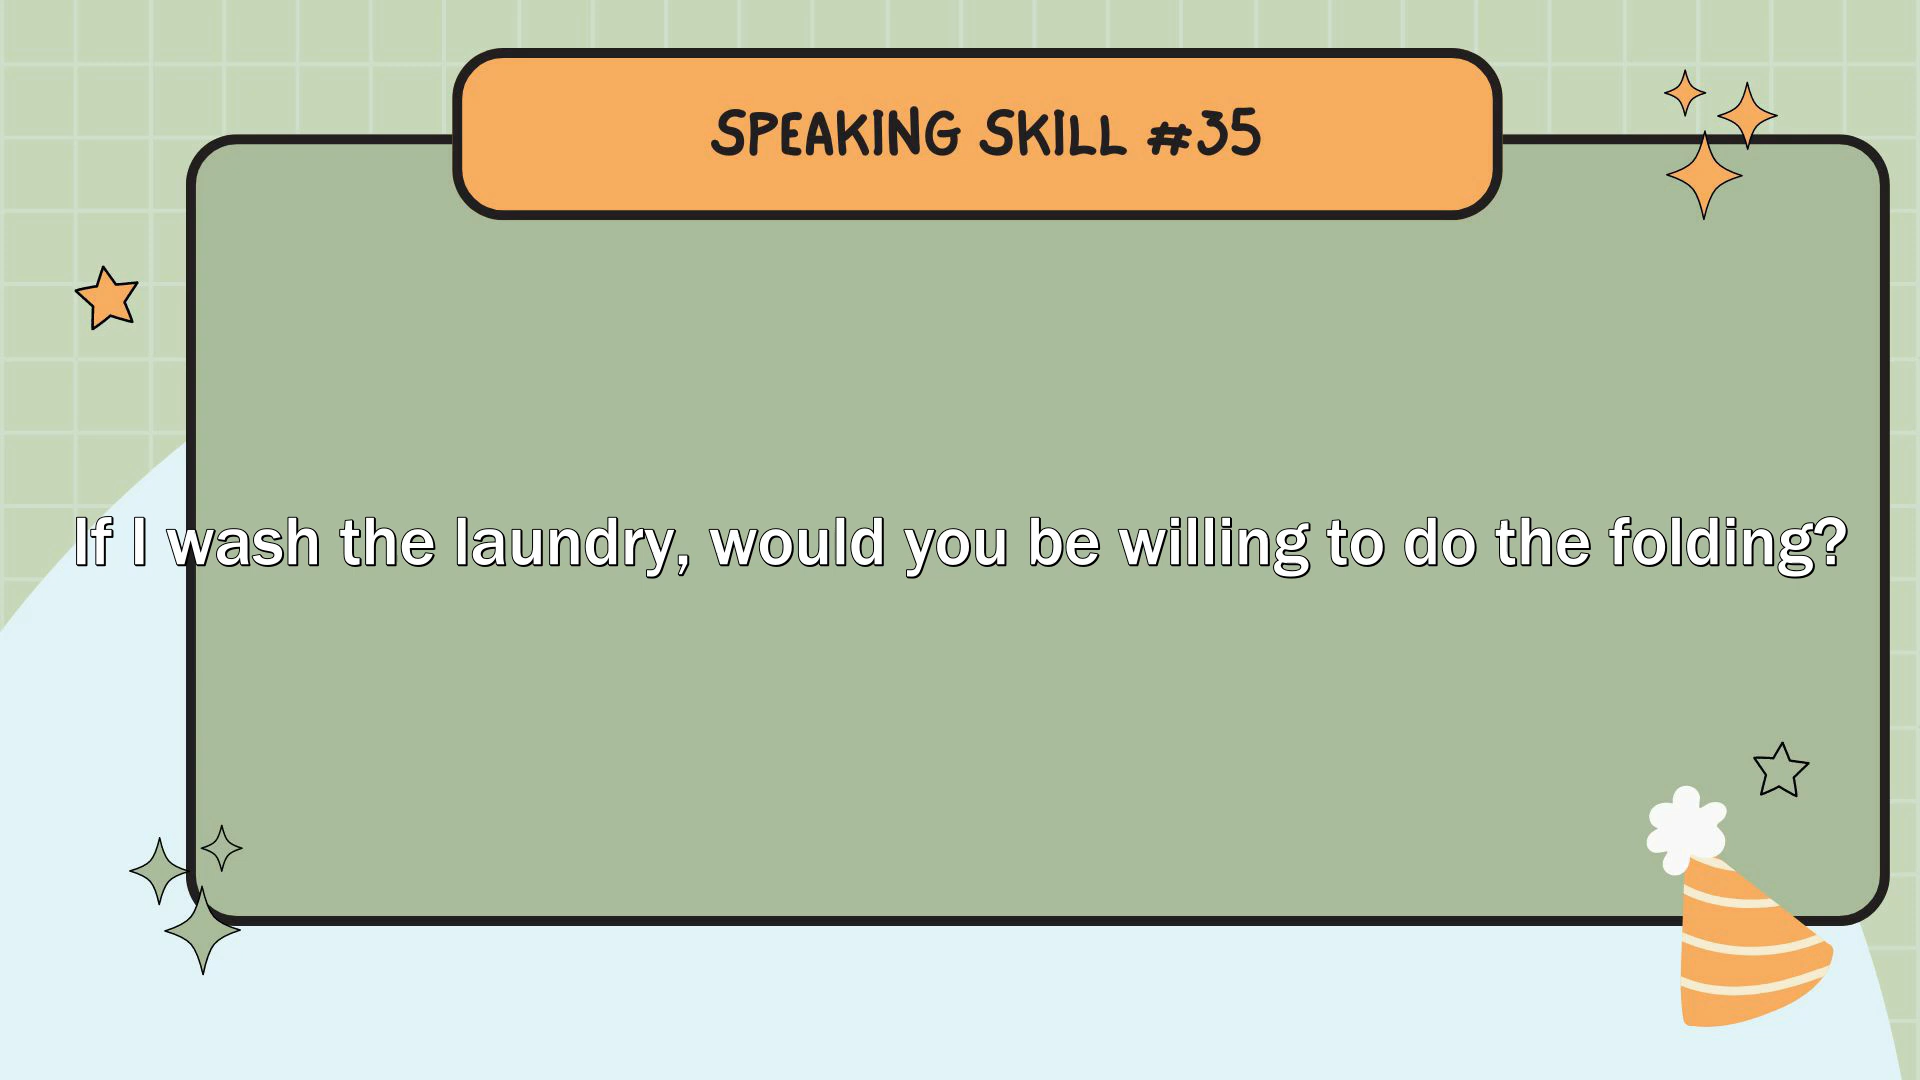 SPEAKING SKILL #35
If I wash the laundry, would you be willing to do the folding?